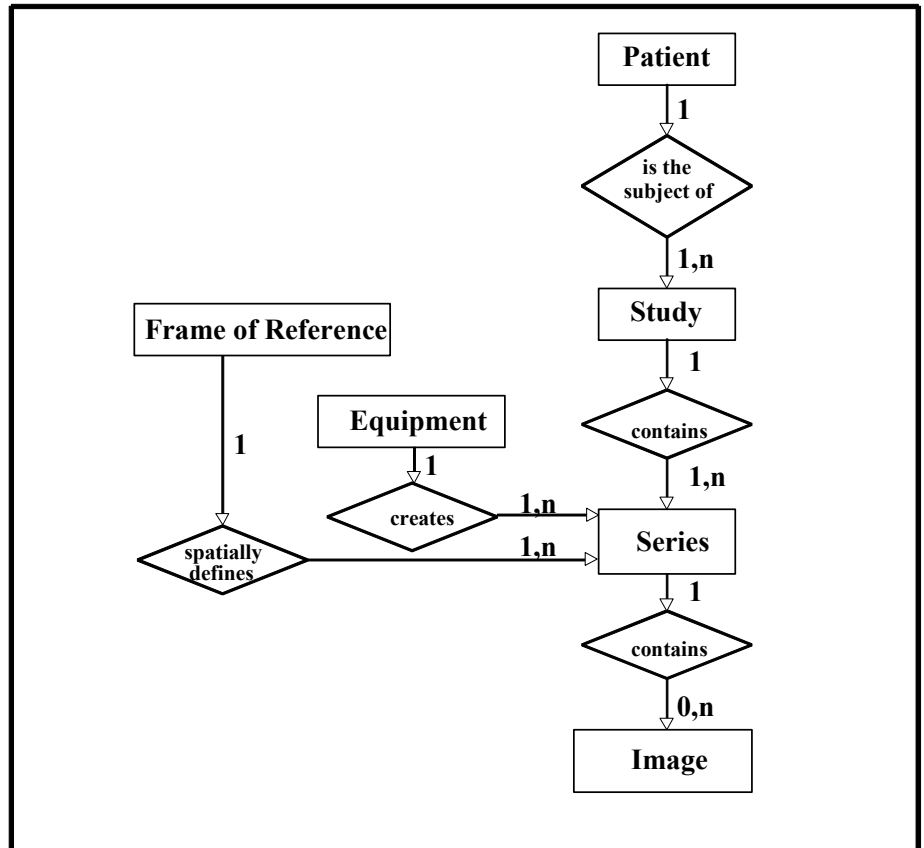 Patient
1
is the
subject of
1,n
Study
Frame of Reference
1
Equipment
contains
1
1
1,n
creates
1,n
Series
spatially
defines
1,n
1
contains
0,n
Image